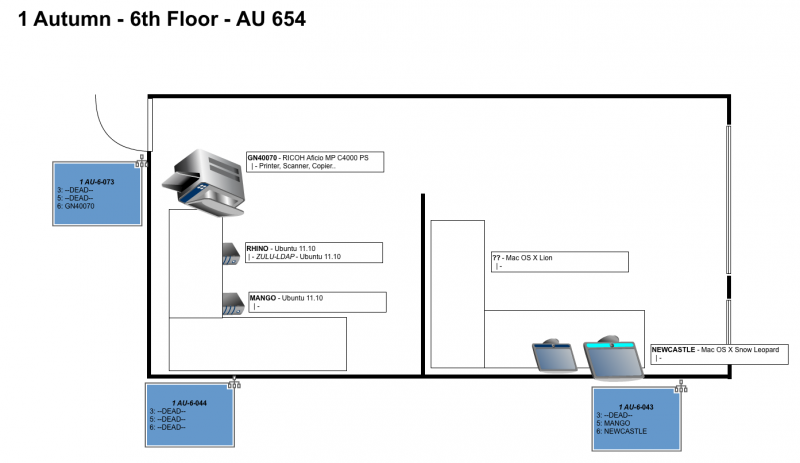 1 Autumn - 6th Floor - AU 654
GN40070 - RICOH Aficio MP C4000 PS
|- Printer, Scanner, Copier..
1 AU-6-073
3: --DEAD--
5: --DEAD--
6: GN40070
RHINO - Ubuntu 11.10
|- ZULU-LDAP - Ubuntu 11.10
?? - Mac OS X Lion
|-
MANGO - Ubuntu 11.10
|-
NEWCASTLE - Mac OS X Snow Leopard
|-
1 AU-6-044
3: --DEAD--
5: --DEAD--
6: --DEAD--
1 AU-6-043
3: --DEAD--
5: MANGO
6: NEWCASTLE